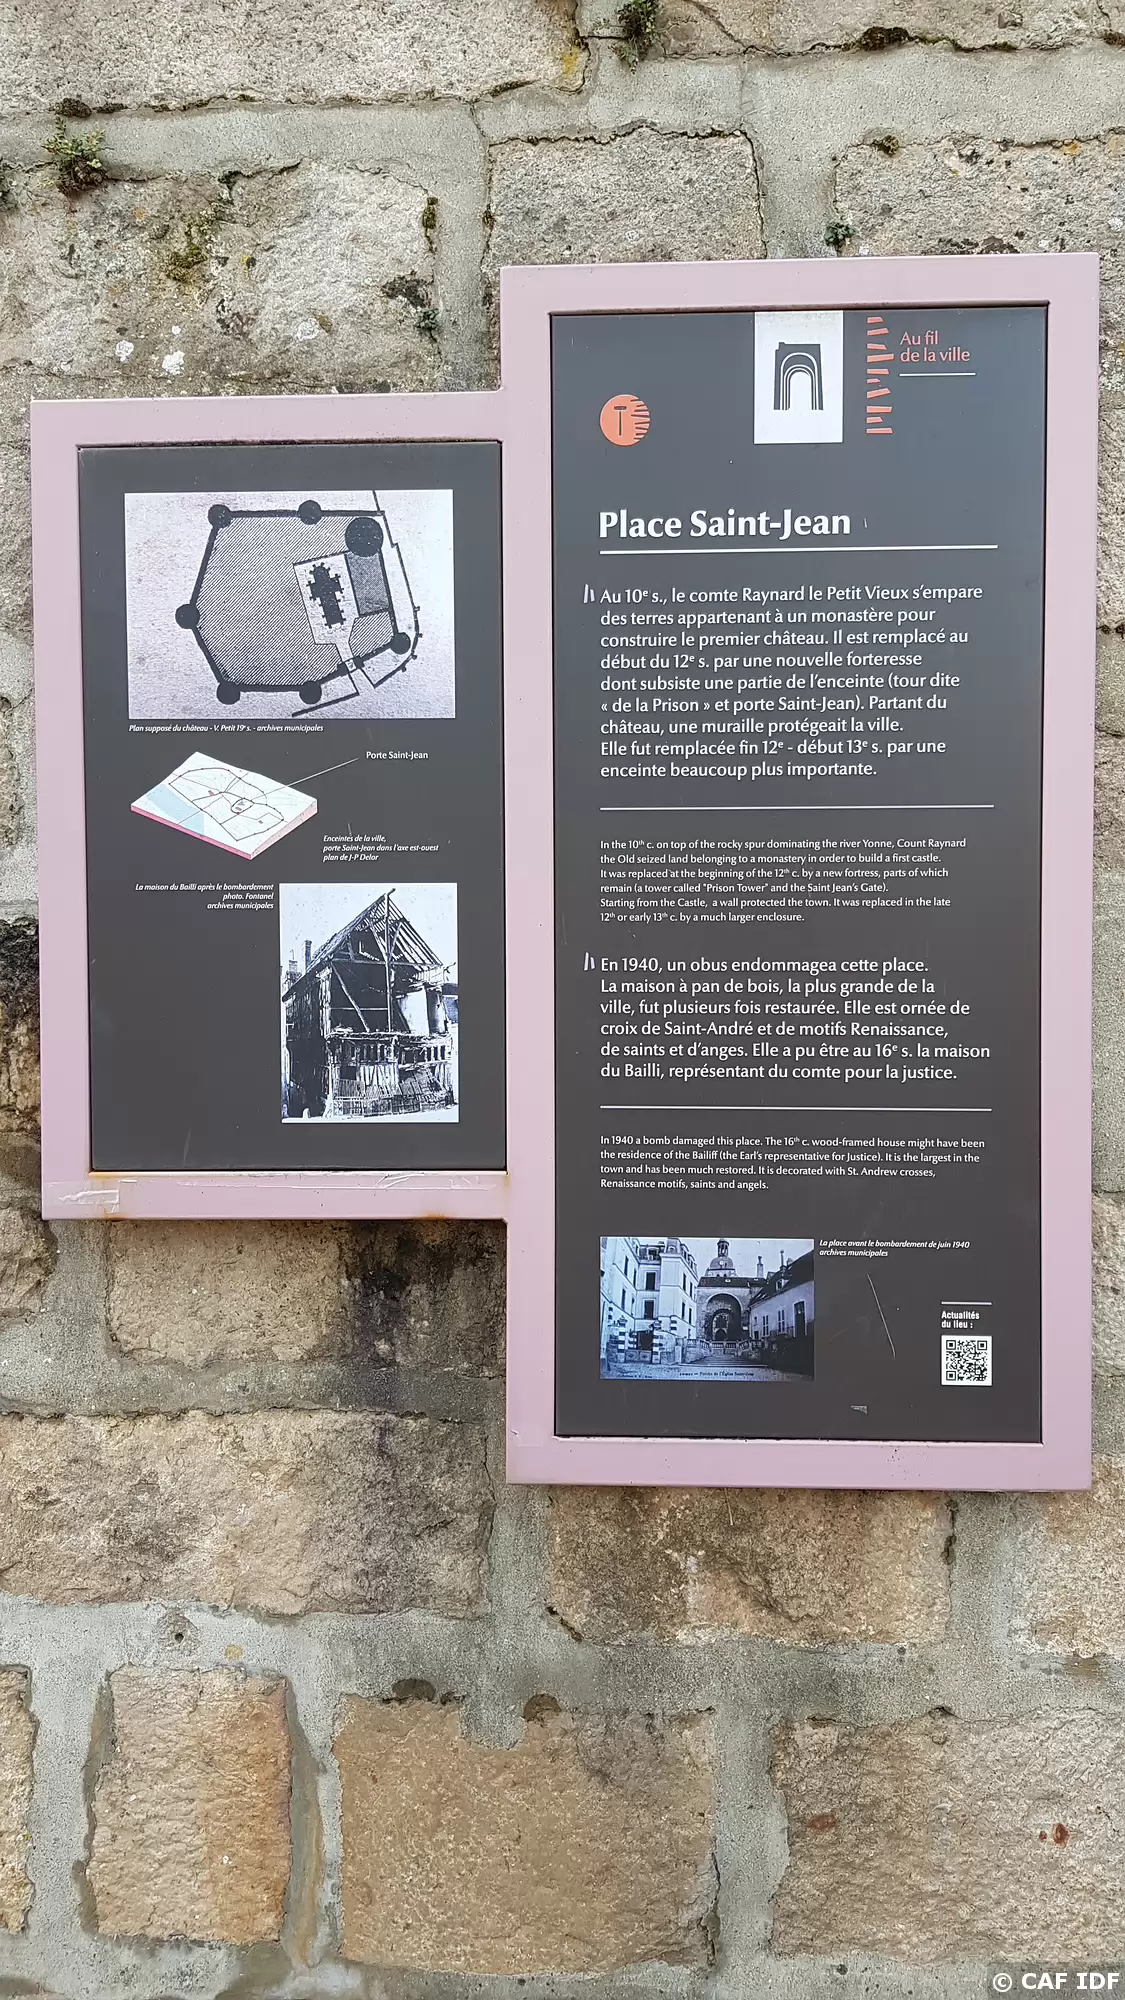 Au fil
de la ville
Place Saint-Jean
Au 10e s., le comte Raynard le Petit Vieux s'empare
des terres appartenant à un monastère pour
construire le premier château. Il est remplacé au
début du 12e s. par une nouvelle forteresse
dont subsiste une partie de l'enceinte (tour dite
« de la Prison » et porte Saint-Jean). Partant du
château, une muraille protégeait la ville.
Elle fut remplacée fin 12e - début 13e s. par une
enceinte beaucoup plus importante.
In the 10th c. on top of the rocky spur dominating the river Yonne, Count Raynard
the Old seized land belonging to a monastery in order to build a first castle.
It was replaced at the beginning of the 12th c. by a new fortress, parts of which
remain (a tower called "Prison Tower" and the Saint Jean's Gate).
Starting from the Castle, a wall protected the town. It was replaced in the late
12th or early 13th c. by a much larger enclosure.
En 1940, un obus endommagea cette place.
La maison à pan de bois, la plus grande de la
ville, fut plusieurs fois restaurée. Elle est ornée de
croix de Saint-André et de motifs Renaissance,
de saints et d'anges. Elle a pu être au 16e s. la maison
du Bailli, représentant du comte pour la justice.
In 1940 a bomb damaged this place. The 16th c. wood-framed house might have been
the residence of the Bailiff (the Earl's representative for Justice). It is the largest in the
town and has been much restored. It is decorated with St. Andrew crosses,
Renaissance motifs, saints and angels.
La place avant le bombardement de juin 1940
archives municipales
Actualités
du lieu :
Plan supposé du château - V. Petit 19e s. - archives municipales
Porte Saint-Jean
Enceintes de la ville,
porte Saint-Jean dans l'axe est-ouest
plan de J-P Delor
La maison du Bailli après le bombardement
photo. Fontanel
archives municipales
© CAF IDF